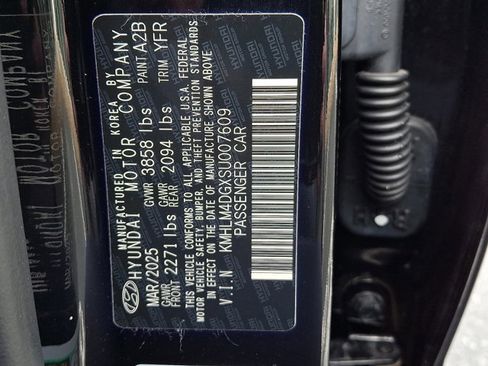 MANUFACTURED IN KOREA BY
HYUNDAI MOTOR COMPANY
MAR/2025 GVWR 3858 lbs PAINT A2B
GAWR FRONT 2271 lbs GAWR REAR 2094 lbs TRIM YFR
THIS VEHICLE CONFORMS TO ALL APPLICABLE U.S.A. FEDERAL
MOTOR VEHICLE SAFETY, BUMPER, AND THEFT PREVENTION
STANDARDS IN EFFECT ON THE DATE OF MANUFACTURE SHOWN ABOVE
V.I.N KMHLM4DGXSU007609
PASSENGER CAR